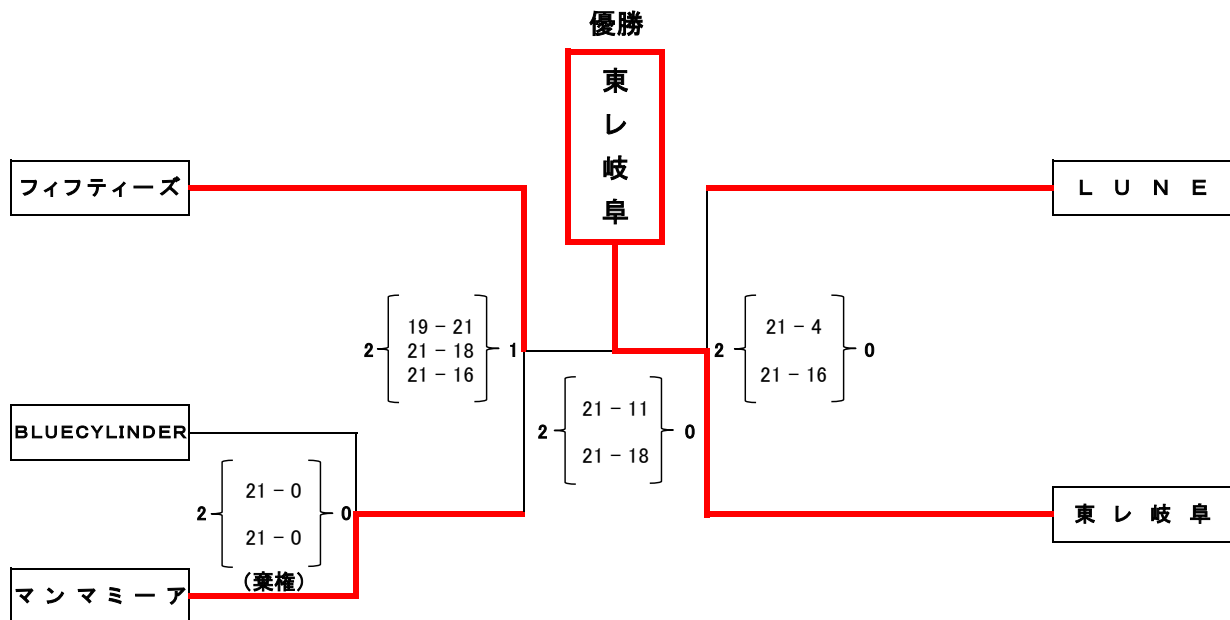 優勝
東レ岐阜
フィフティーズ
LUNE
2 19-21 1
21-18
21-16
2 21-4 0
21-16
BLUECYLINDER
2 21-11 0
21-18
2 21-0 0
21-0
(棄権)
東レ岐阜
マンマミーア